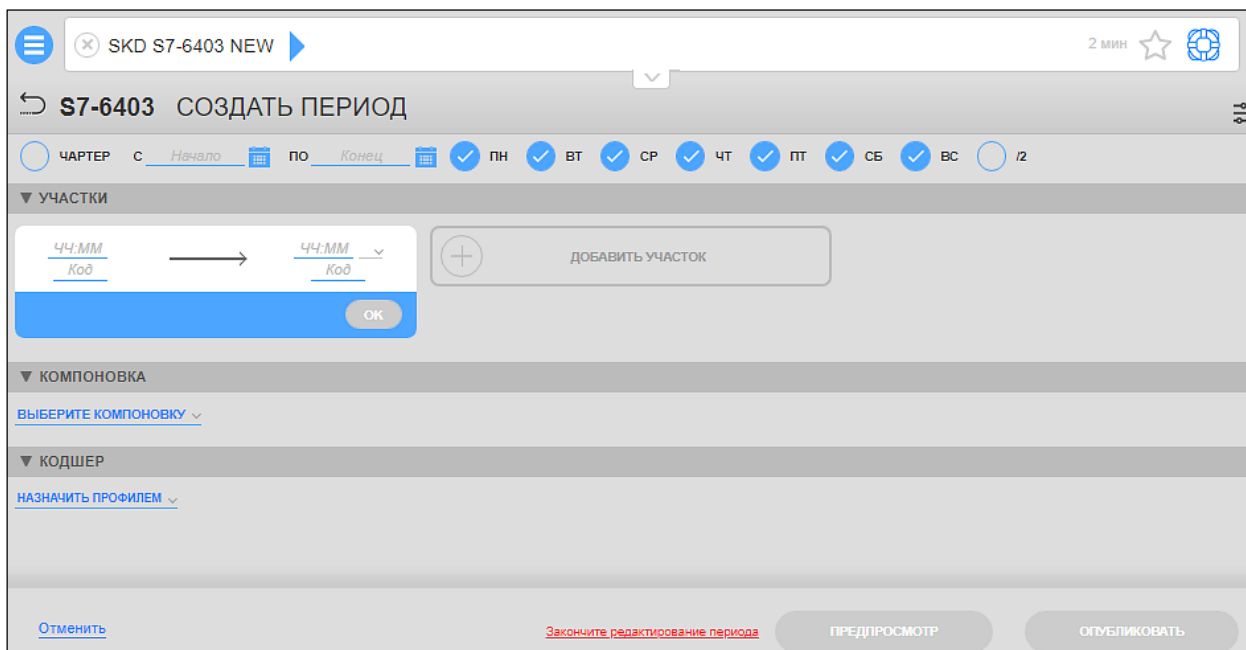 SKD S7-6403 NEW 2 мин
S7-6403 СОЗДАТЬ ПЕРИОД
ЧАРТЕР С Начало ПО Конец ПН ВТ СР ЧТ ПТ СБ ВС /2
▼ УЧАСТКИ
ЧЧ:ММ ЧЧ:ММ
Код Код
ДОБАВИТЬ УЧАСТОК
ОК
▼ КОМПОНОВКА
ВЫБЕРИТЕ КОМПОНОВКУ
▼ КОДШЕР
НАЗНАЧИТЬ ПРОФИЛЕМ
Отменить Закончите редактирование периода ПРЕДПРОСМОТР ОПУБЛИКОВАТЬ